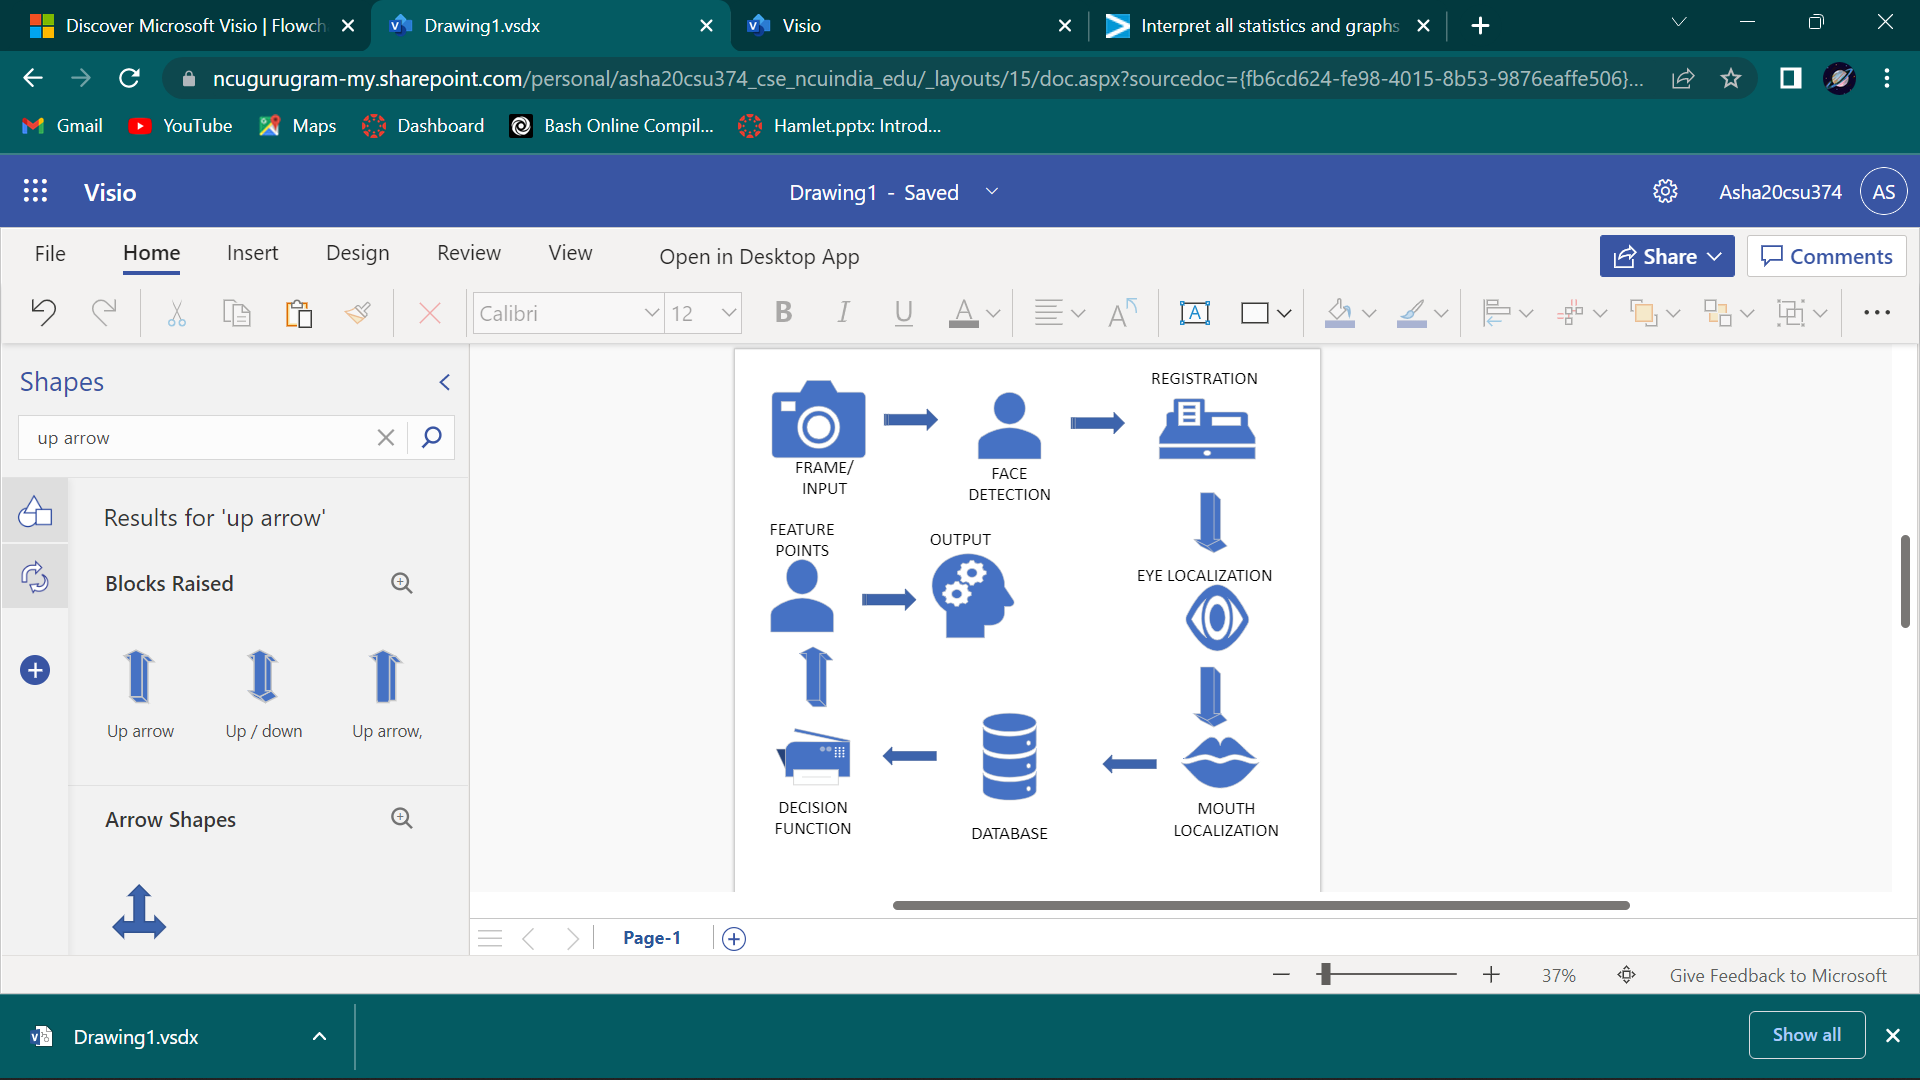 Discover Microsoft Visio | Flowch
Drawing1.vsdx
Visio
Interpret all statistics and graphs
ncugurugram-my.sharepoint.com/personal/asha20csu374_cse_ncuindia_edu/_layouts/15/doc.aspx?sourcedoc={fb6cd624-fe98-4015-8b53-9876eaffe506}...
Gmail
YouTube
Maps
Dashboard
Bash Online Compil...
Hamlet.pptx: Introd...
Visio
Drawing1 - Saved
Asha20csu374
AS
File
Home
Insert
Design
Review
View
Open in Desktop App
Share
Comments
Calibri
12
B
I
U
A
A
A
Shapes
up arrow
Results for 'up arrow'
Blocks Raised
Up arrow
Up / down
Up arrow,
Arrow Shapes
REGISTRATION
FRAME/
INPUT
FACE
DETECTION
FEATURE
POINTS
OUTPUT
EYE LOCALIZATION
DECISION
FUNCTION
DATABASE
MOUTH
LOCALIZATION
Page-1
37%
Give Feedback to Microsoft
Drawing1.vsdx
Show all